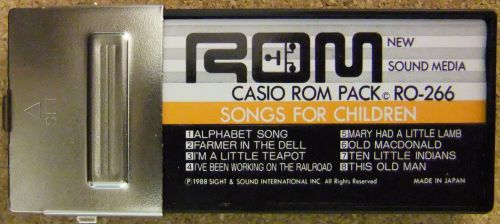 SET
ROM
NEW
SOUND MEDIA
CASIO ROM PACK © RO-266
SONGS FOR CHILDREN
1 ALPHABET SONG
2 FARMER IN THE DELL
3 I'M A LITTLE TEAPOT
4 I'VE BEEN WORKING ON THE RAILROAD
5 MARY HAD A LITTLE LAMB
6 OLD MACDONALD
7 TEN LITTLE INDIANS
8 THIS OLD MAN
Ⓟ1988 SIGHT & SOUND INTERNATIONAL INC. All Rights Reserved
MADE IN JAPAN